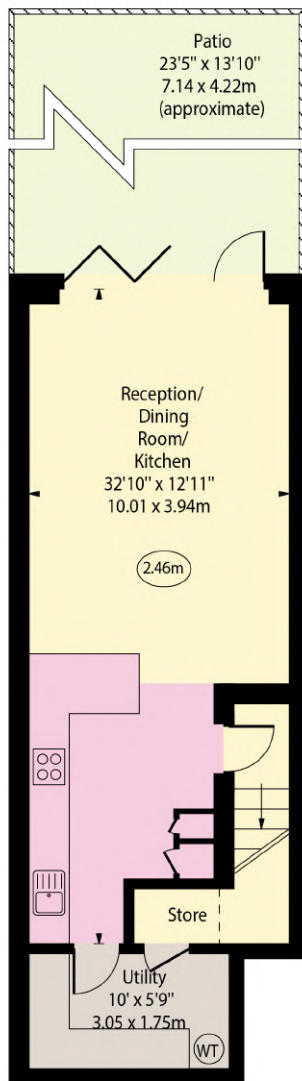 Patio
23'5" x 13'10"
7.14 x 4.22m
(approximate)
Reception/
Dining
Room/
Kitchen
32'10" x 12'11"
10.01 x 3.94m
2.46m
Store
Utility
10' x 5'9"
3.05 x 1.75m
WT